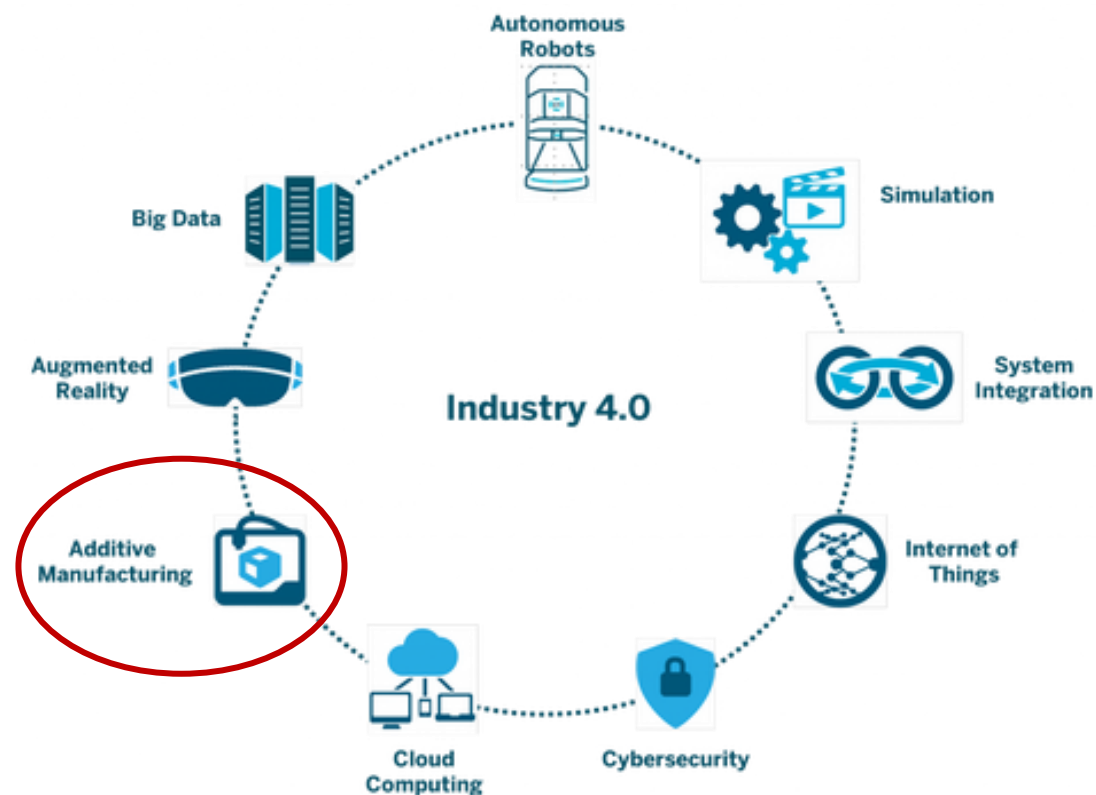 Autonomous
Robots
Simulation
Big Data
System
Integration
Augmented
Reality
Industry 4.0
Internet of
Things
Additive
Manufacturing
Cybersecurity
Cloud
Computing